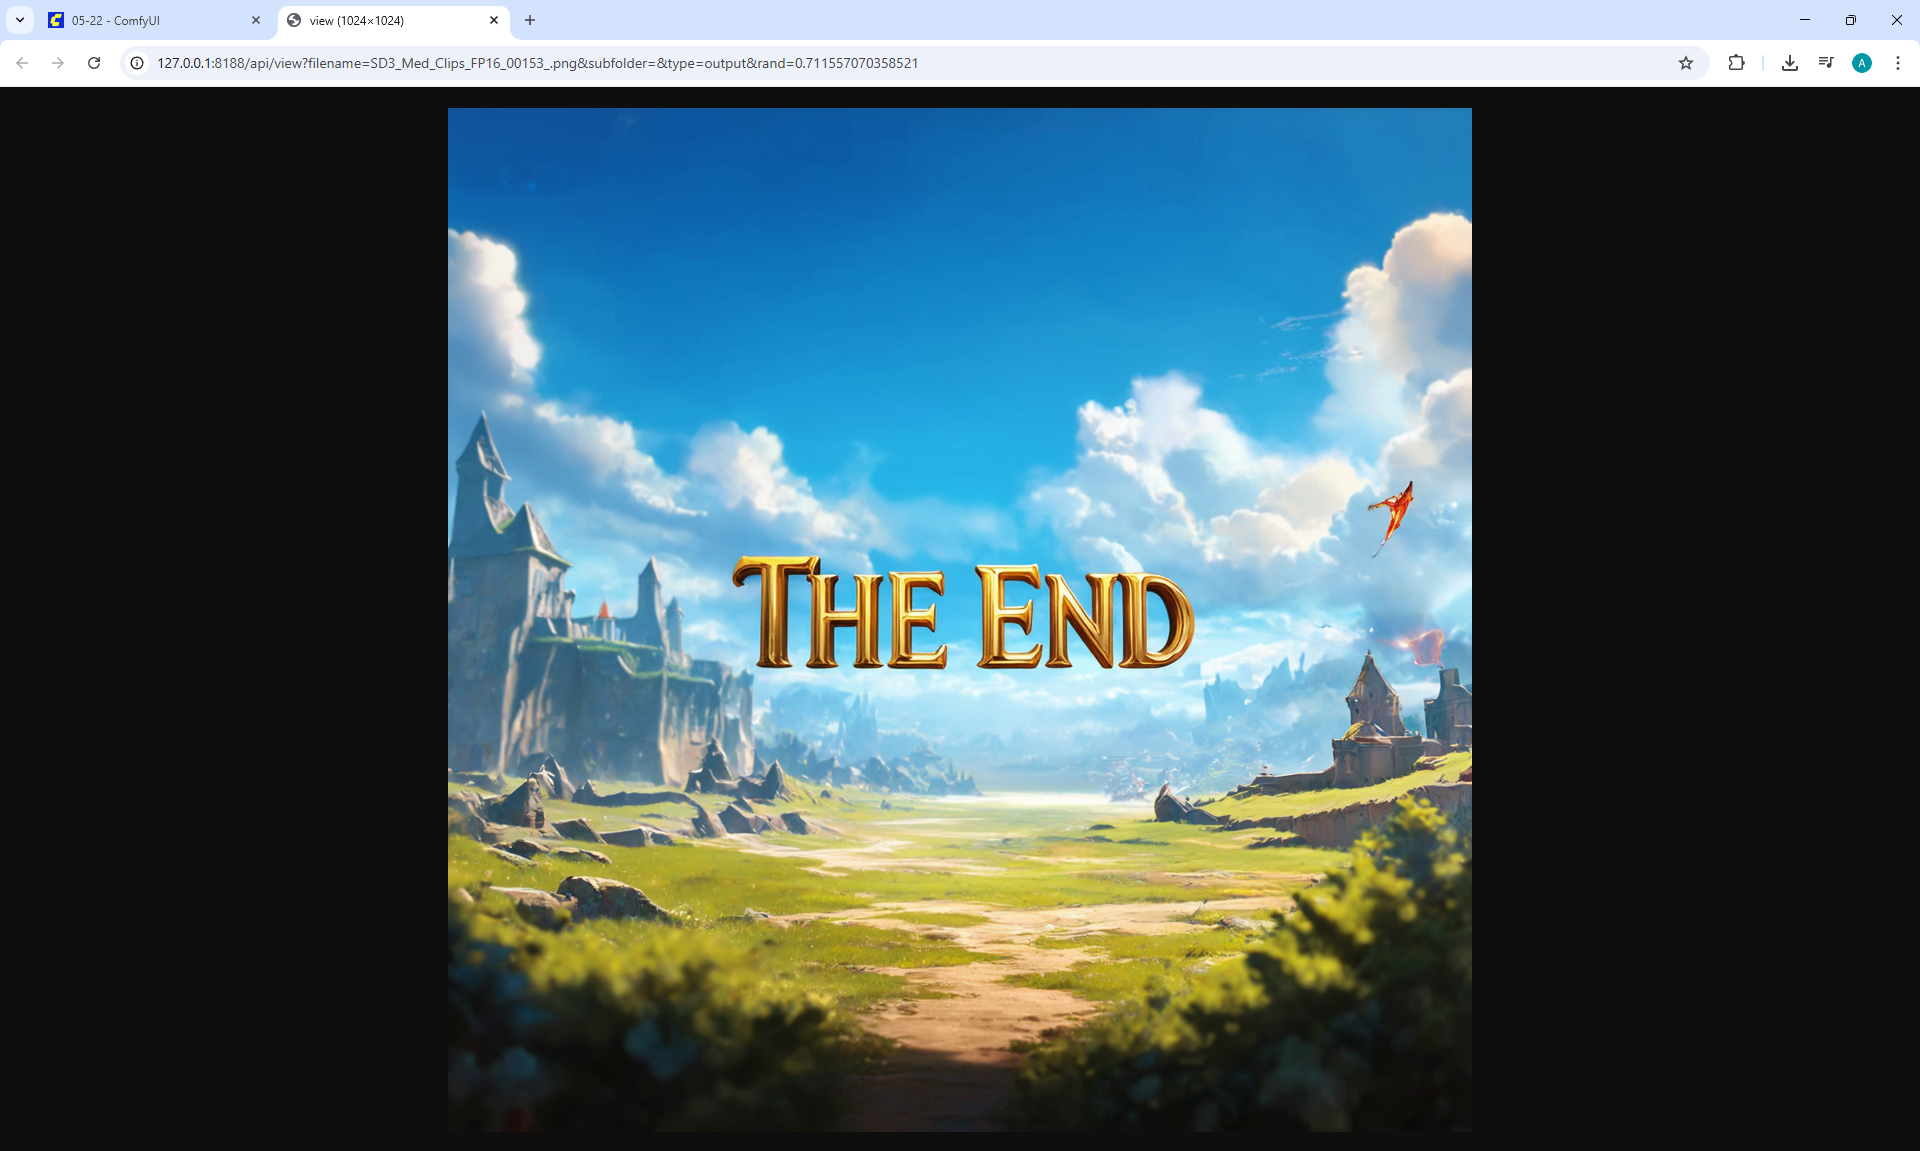 05-22 - ComfyUI
view (1024×1024)
127.0.0.1:8188/api/view?filename=SD3_Med_Clips_FP16_00153_.png&subfolder=&type=output&rand=0.711557070358521
A
THE END